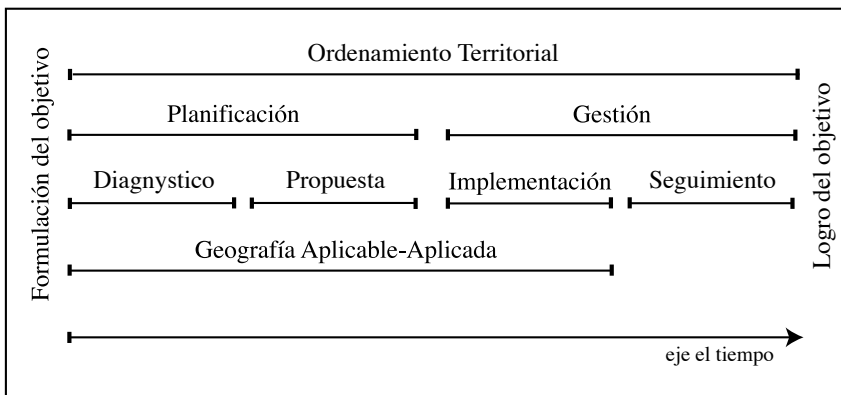 Formulación del objetivo
Ordenamiento Territorial
Planificación
Gestión
Diagnystico
Propuesta
Implementación
Seguimiento
Geografía Aplicable-Aplicada
eje el tiempo
Logro del objetivo